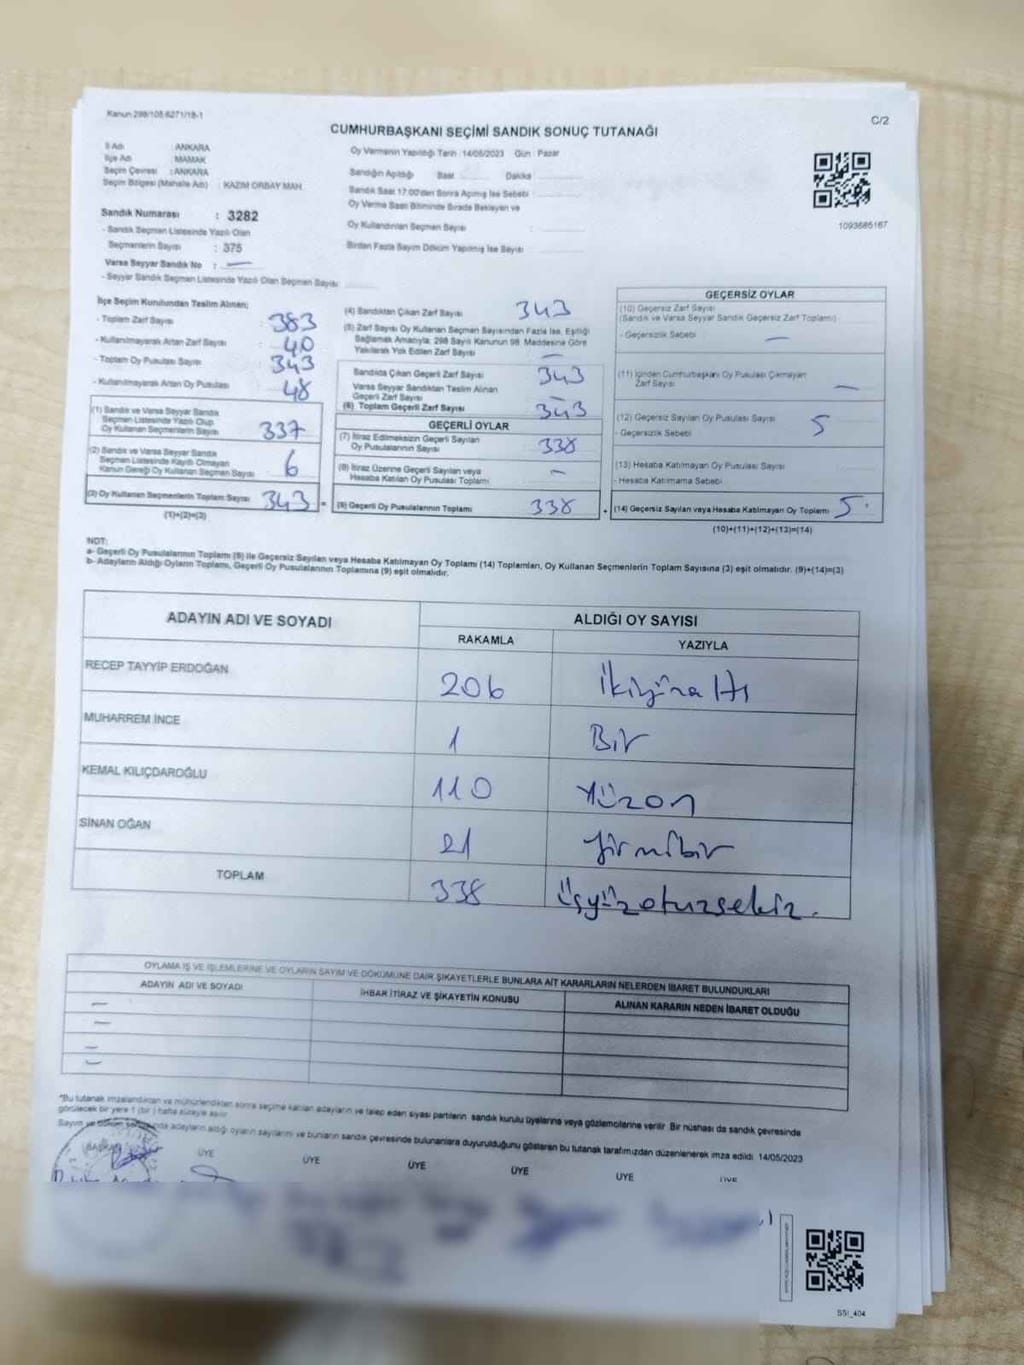 Kanun 298/105 6271/18-1
C/2
CUMHURBAŞKANI SEÇİMİ SANDIK SONUÇ TUTANAĞI
İl Adı : ANKARA
İlçe Adı : MAMAK
Seçim Çevresi : ANKARA
Seçim Bölgesi (Mahalle Adı) : KAZIM ORBAY MAH.
Sandık Numarası : 3282
- Sandık Seçmen Listesinde Yazılı Olan
Seçmenlerin Sayısı : 375
Varsa Seyyar Sandık No : —
- Seyyar Sandık Seçmen Listesinde Yazılı Olan Seçmen Sayısı
Oy Vermenin Yapıldığı Tarih : 14/05/2023 Gün : Pazar
Sandığın Açıldığı Saat Dakika
Sandık Saat 17:00'den Sonra Açılmış İse Sebebi
Oy Verme Saati Bitiminde Sırada Bekleyen ve
Oy Kullandırılan Seçmen Sayısı :
Birden Fazla Sayım Döküm Yapılmış İse Sayısı
1093685167
İlçe Seçim Kurulundan Teslim Alınan;
- Toplam Zarf Sayısı : 383
- Kullanılmayarak Artan Zarf Sayısı : 40
- Toplam Oy Pusulası Sayısı : 343
- Kullanılmayarak Artan Oy Pusulası : 48
(1) Sandık ve Varsa Seyyar Sandık
Seçmen Listesinde Yazılı Olup
Oy Kullanan Seçmenlerin Sayısı 337
(2) Sandık ve Varsa Seyyar Sandık
Seçmen Listesinde Kayıtlı Olmayan
Kanun Gereği Oy Kullanan Seçmen Sayısı 6
(3) Oy Kullanan Seçmenlerin Toplam Sayısı 343
(1)+(2)=(3)
(4) Sandıktan Çıkan Zarf Sayısı 343
(5) Zarf Sayısı Oy Kullanan Seçmen Sayısından Fazla İse, Eşitliği
Sağlamak Amacıyla; 298 Sayılı Kanunun 98. Maddesine Göre
Yakılarak Yok Edilen Zarf Sayısı —
Sandıkta Çıkan Geçerli Zarf Sayısı 343
Varsa Seyyar Sandıktan Teslim Alınan
Geçerli Zarf Sayısı —
(6) Toplam Geçerli Zarf Sayısı 343
GEÇERLİ OYLAR
(7) İtiraz Edilmeksizin Geçerli Sayılan
Oy Pusulalarının Sayısı 338
(8) İtiraz Üzerine Geçerli Sayılan veya
Hesaba Katılan Oy Pusulası Toplamı —
(9) Geçerli Oy Pusulalarının Toplamı 338
GEÇERSİZ OYLAR
(10) Geçersiz Zarf Sayısı
(Sandık ve Varsa Seyyar Sandık Geçersiz Zarf Toplamı)
- Geçersizlik Sebebi —
(11) İçinden Cumhurbaşkanı Oy Pusulası Çıkmayan
Zarf Sayısı —
(12) Geçersiz Sayılan Oy Pusulası Sayısı 5
- Geçersizlik Sebebi
(13) Hesaba Katılmayan Oy Pusulası Sayısı
- Hesaba Katılmama Sebebi
(14) Geçersiz Sayılan veya Hesaba Katılmayan Oy Toplamı 5
(10)+(11)+(12)+(13)=(14)
NOT:
a- Geçerli Oy Pusulalarının Toplamı (9) ile Geçersiz Sayılan veya Hesaba Katılmayan Oy Toplamı (14) Toplamları, Oy Kullanan Seçmenlerin Toplam Sayısına (3) eşit olmalıdır. (9)+(14)=(3)
b- Adayların Aldığı Oyların Toplamı, Geçerli Oy Pusulalarının Toplamına (9) eşit olmalıdır.
ADAYIN ADI VE SOYADI ALDIĞI OY SAYISI
RAKAMLA YAZIYLA
RECEP TAYYİP ERDOĞAN 206 İkiyüzaltı
MUHARREM İNCE 1 Bir
KEMAL KILIÇDAROĞLU 110 Yüzon
SİNAN OĞAN 21 Yirmibir
TOPLAM 338 Üçyüzotuzsekiz.
OYLAMA İŞ VE İŞLEMLERİNE VE OYLARIN SAYIM VE DÖKÜMÜNE DAİR ŞİKAYETLERLE BUNLARA AİT KARARLARIN NELERDEN İBARET BULUNDUKLARI
ADAYIN ADI VE SOYADI İHBAR İTİRAZ VE ŞİKAYETİN KONUSU ALINAN KARARIN NEDEN İBARET OLDUĞU
—
—
—
—
*Bu tutanak imzalandıktan ve mühürlendikten sonra seçime katılan adayların ve talep eden siyasi partilerin sandık kurulu üyelerine veya gözlemcilerine verilir. Bir nüshası da sandık çevresinde
görülecek bir yere 1 (bir) hafta süreyle asılır.
Sayım ve adayların aldığı oyların sayılarını ve bunların sandık çevresinde bulunanlara duyurulduğunu gösteren bu tutanak tarafımızdan düzenlenerek imza edildi. 14/05/2023
BAŞKAN ÜYE ÜYE ÜYE ÜYE ÜYE ÜYE
SSI_404